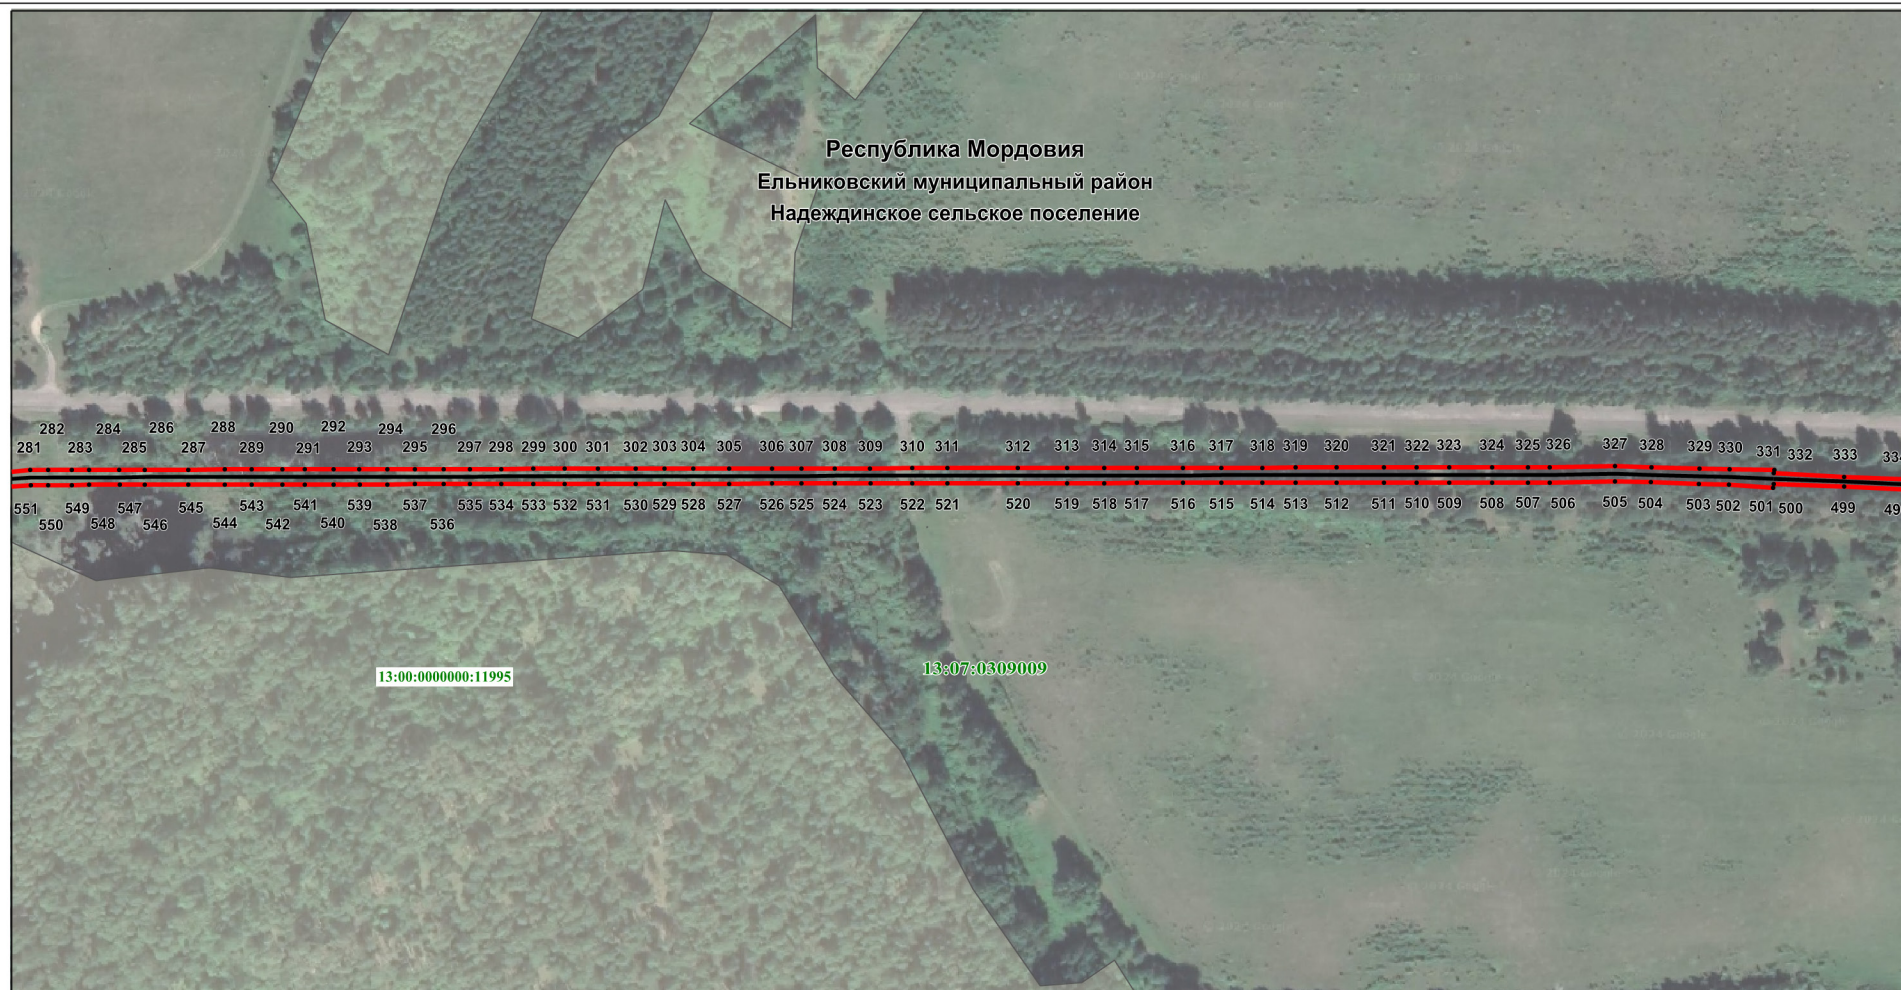 Республика Мордовия
Ельниковский муниципальный район
Надеждинское сельское поселение
282 284 286 288 290 292 294 296
281 283 285 287 289 291 293 295 297 298 299 300 301 302 303 304 305 306 307 308 309 310 311 312 313 314 315 316 317 318 319 320 321 322 323 324 325 326 327 328 329 330 331 332 333
551 549 547 545 543 541 539 537 535 534 533 532 531 530 529 528 527 526 525 524 523 522 521 520 519 518 517 516 515 514 513 512 511 510 509 508 507 506 505 504 503 502 501 500 499
550 548 546 544 542 540 538 536
13:00:0000000:11995
13:07:0309009